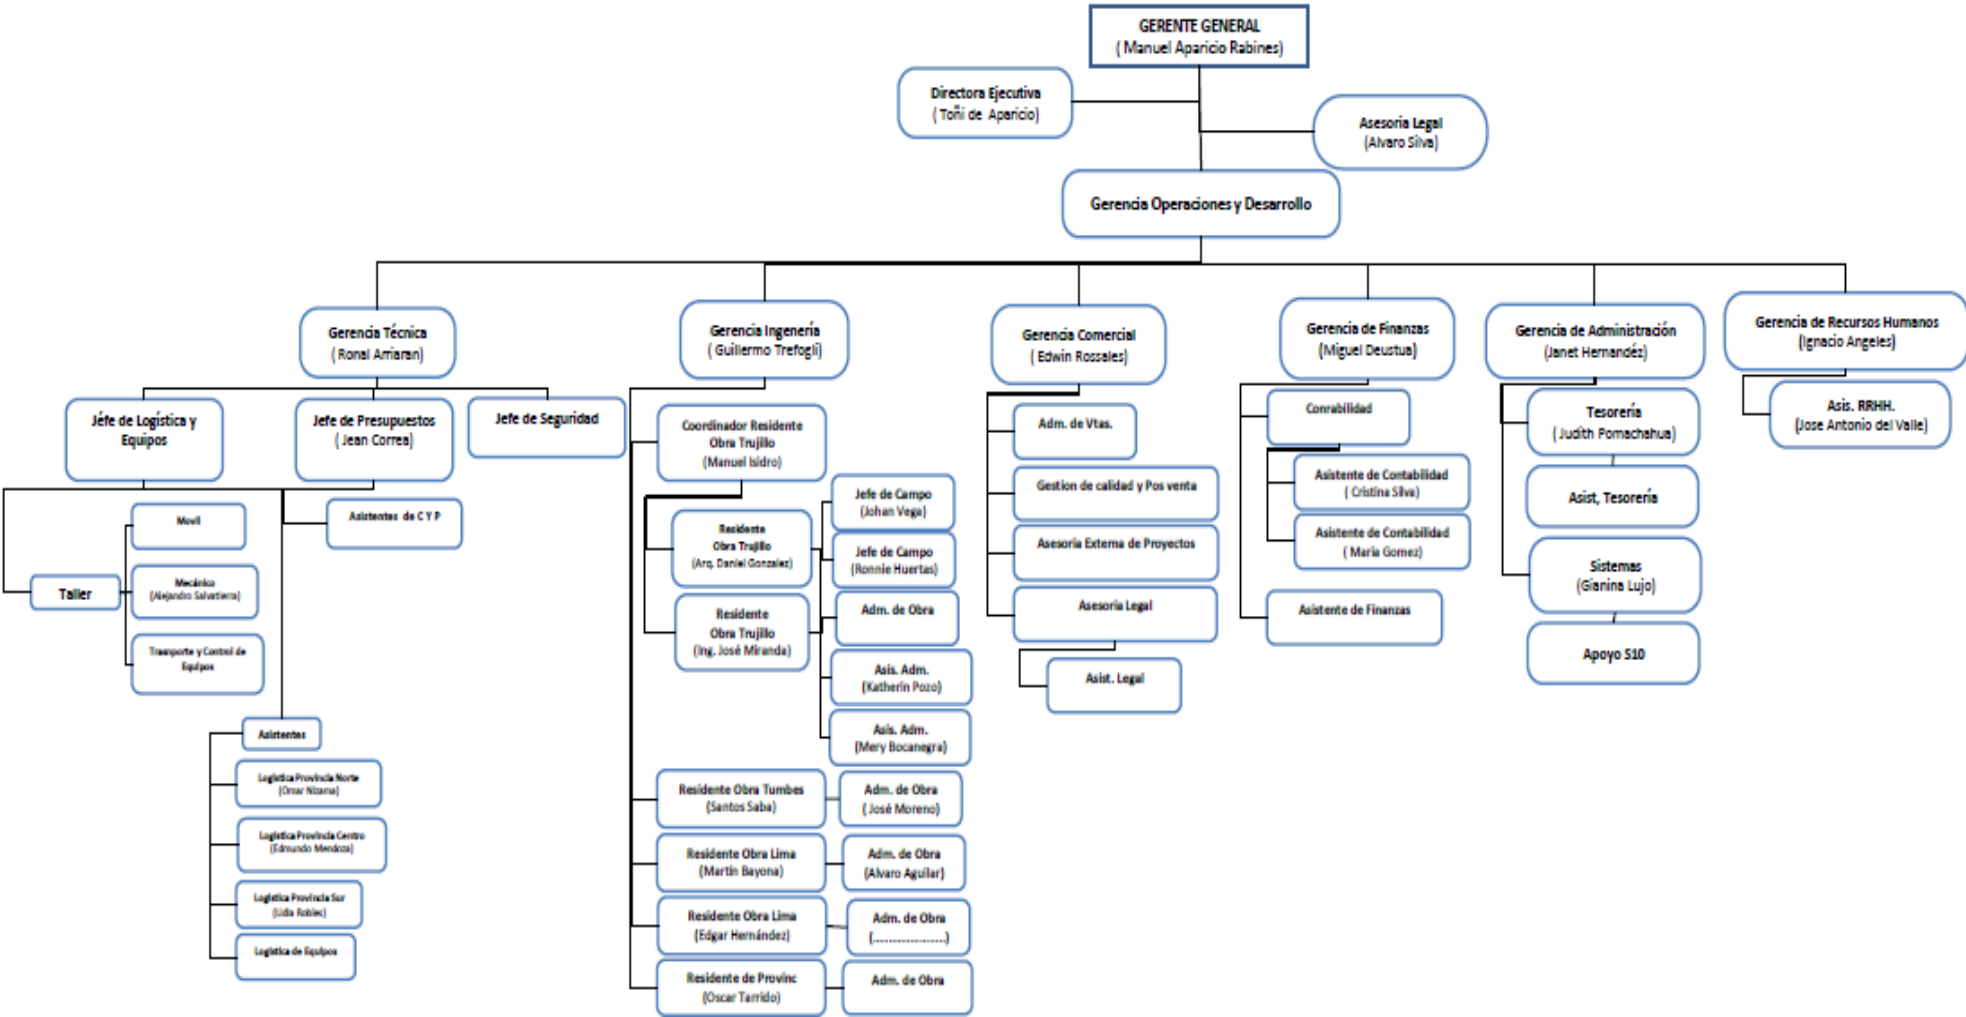 GERENTE GENERAL
( Manuel Aparicio Rabines)
Directora Ejecutiva
( Toñi de Aparicio)
Asesoria Legal
(Alvaro Silva)
Gerencia Operaciones y Desarrollo
Gerencia Técnica
( Ronal Arriaran)
Gerencia Ingenería
( Guillermo Trefogli)
Gerencia Comercial
( Edwin Rossales)
Gerencia de Finanzas
(Miguel Deustua)
Gerencia de Administración
(Janet Hernandéz)
Gerencia de Recursos Humanos
(Ignacio Angeles)
Jéfe de Logística y
Equipos
Jefe de Presupuestos
( Jean Correa)
Jefe de Seguridad
Movil
Asistentes de C Y P
Taller
Mecánico
(Alejandro Salvatierra)
Transporte y Control de
Equipos
Asistentes
Logística Provincia Norte
(Omar Nizama)
Logística Provincia Centro
(Edmundo Mendoza)
Logística Provincia Sur
(Lidia Robles)
Logística de Equipos
Coordinador Residente
Obra Trujillo
(Manuel Isidro)
Residente
Obra Trujillo
(Arq. Daniel Gonzalez)
Residente
Obra Trujillo
(Ing. José Miranda)
Jefe de Campo
(Johan Vega)
Jefe de Campo
(Ronnie Huertas)
Adm. de Obra
Asis. Adm.
(Katherin Pozo)
Asis. Adm.
(Mery Bocanegra)
Residente Obra Tumbes
(Santos Saba)
Adm. de Obra
( José Moreno)
Residente Obra Lima
(Martín Bayona)
Adm. de Obra
(Alvaro Aguilar)
Residente Obra Lima
(Edgar Hernández)
Adm. de Obra
(........................)
Residente de Provinc
(Oscar Tarrido)
Adm. de Obra
Adm. de Vtas.
Gestion de calidad y Pos venta
Asesoria Externa de Proyectos
Asesoria Legal
Asist. Legal
Conrabilidad
Asistente de Contabilidad
( Cristina Silva)
Asistente de Contabilidad
( Maria Gomez)
Asistente de Finanzas
Tesorería
( Judith Pomachahua)
Asist, Tesorería
Sistemas
(Gianina Lujo)
Apoyo S10
Asis. RRHH.
(Jose Antonio del Valle)